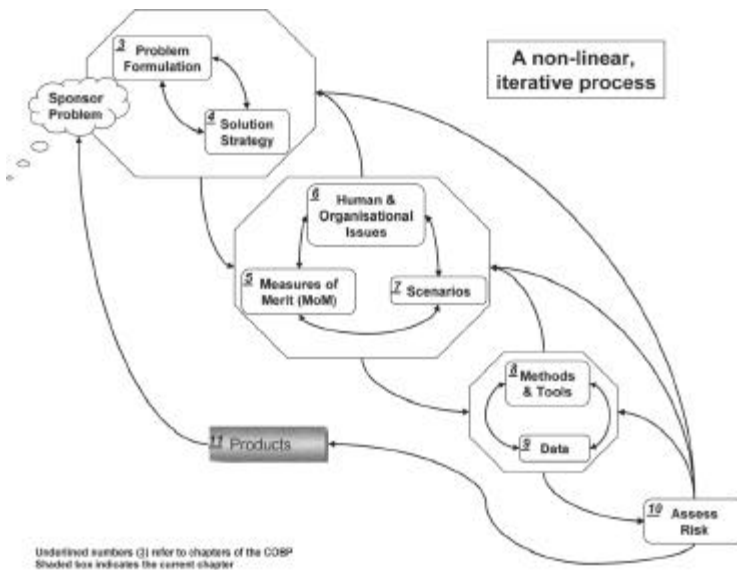 A non-linear,
iterative process
3
Problem
Formulation
Sponsor
Problem
4
Solution
Strategy
6
Human &
Organisational
Issues
5
Measures of
Merit (MoM)
7
Scenarios
8
Methods
& Tools
9
Data
11
Products
10
Assess
Risk
Underlined numbers (3) refer to chapters of the COBP
Shaded box indicates the current chapter